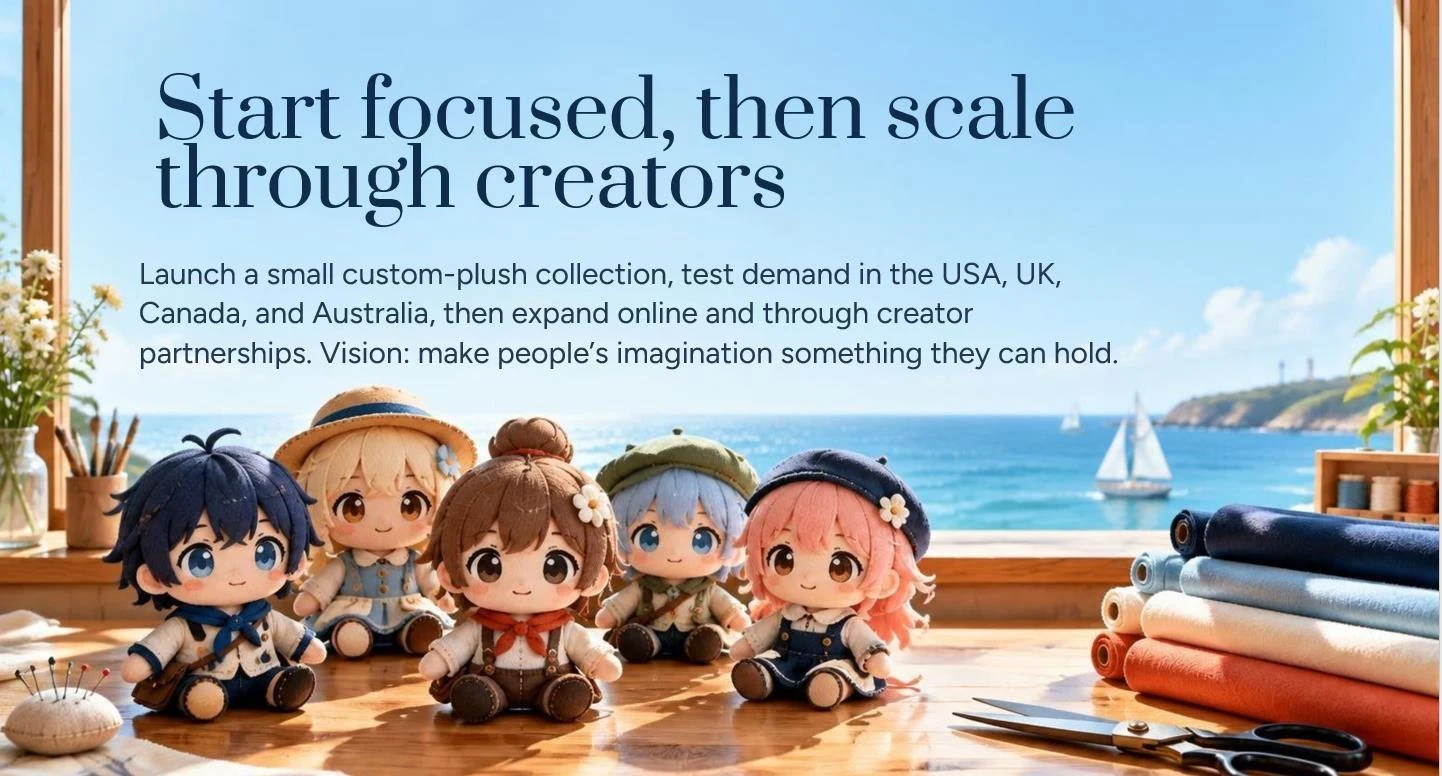 Start focused, then scale
through creators
Launch a small custom-plush collection, test demand in the USA, UK,
Canada, and Australia, then expand online and through creator
partnerships. Vision: make people’s imagination something they can hold.